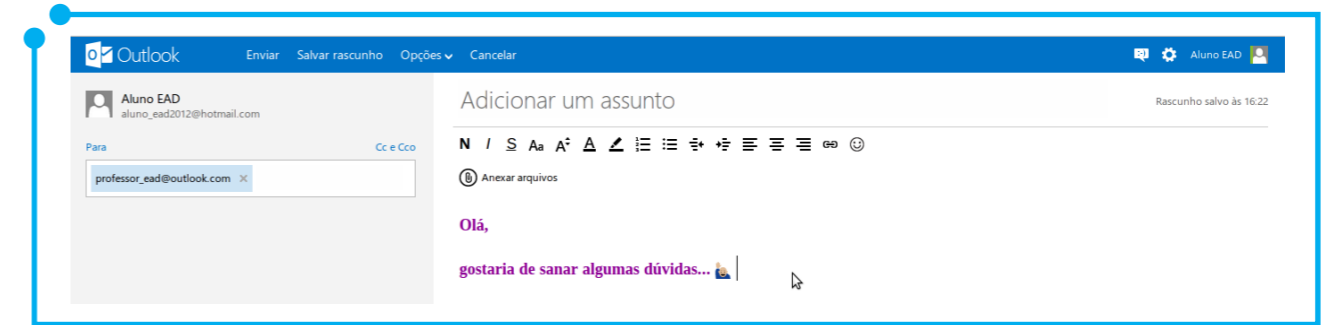 Outlook Enviar Salvar rascunho Opções Cancelar Aluno EAD
Aluno EAD
aluno_ead2012@hotmail.com
Para Cc e Cco
professor_ead@outlook.com ×
Adicionar um assunto Rascunho salvo às 16:22
N I S Aa A A
Anexar arquivos
Olá,
gostaria de sanar algumas dúvidas...